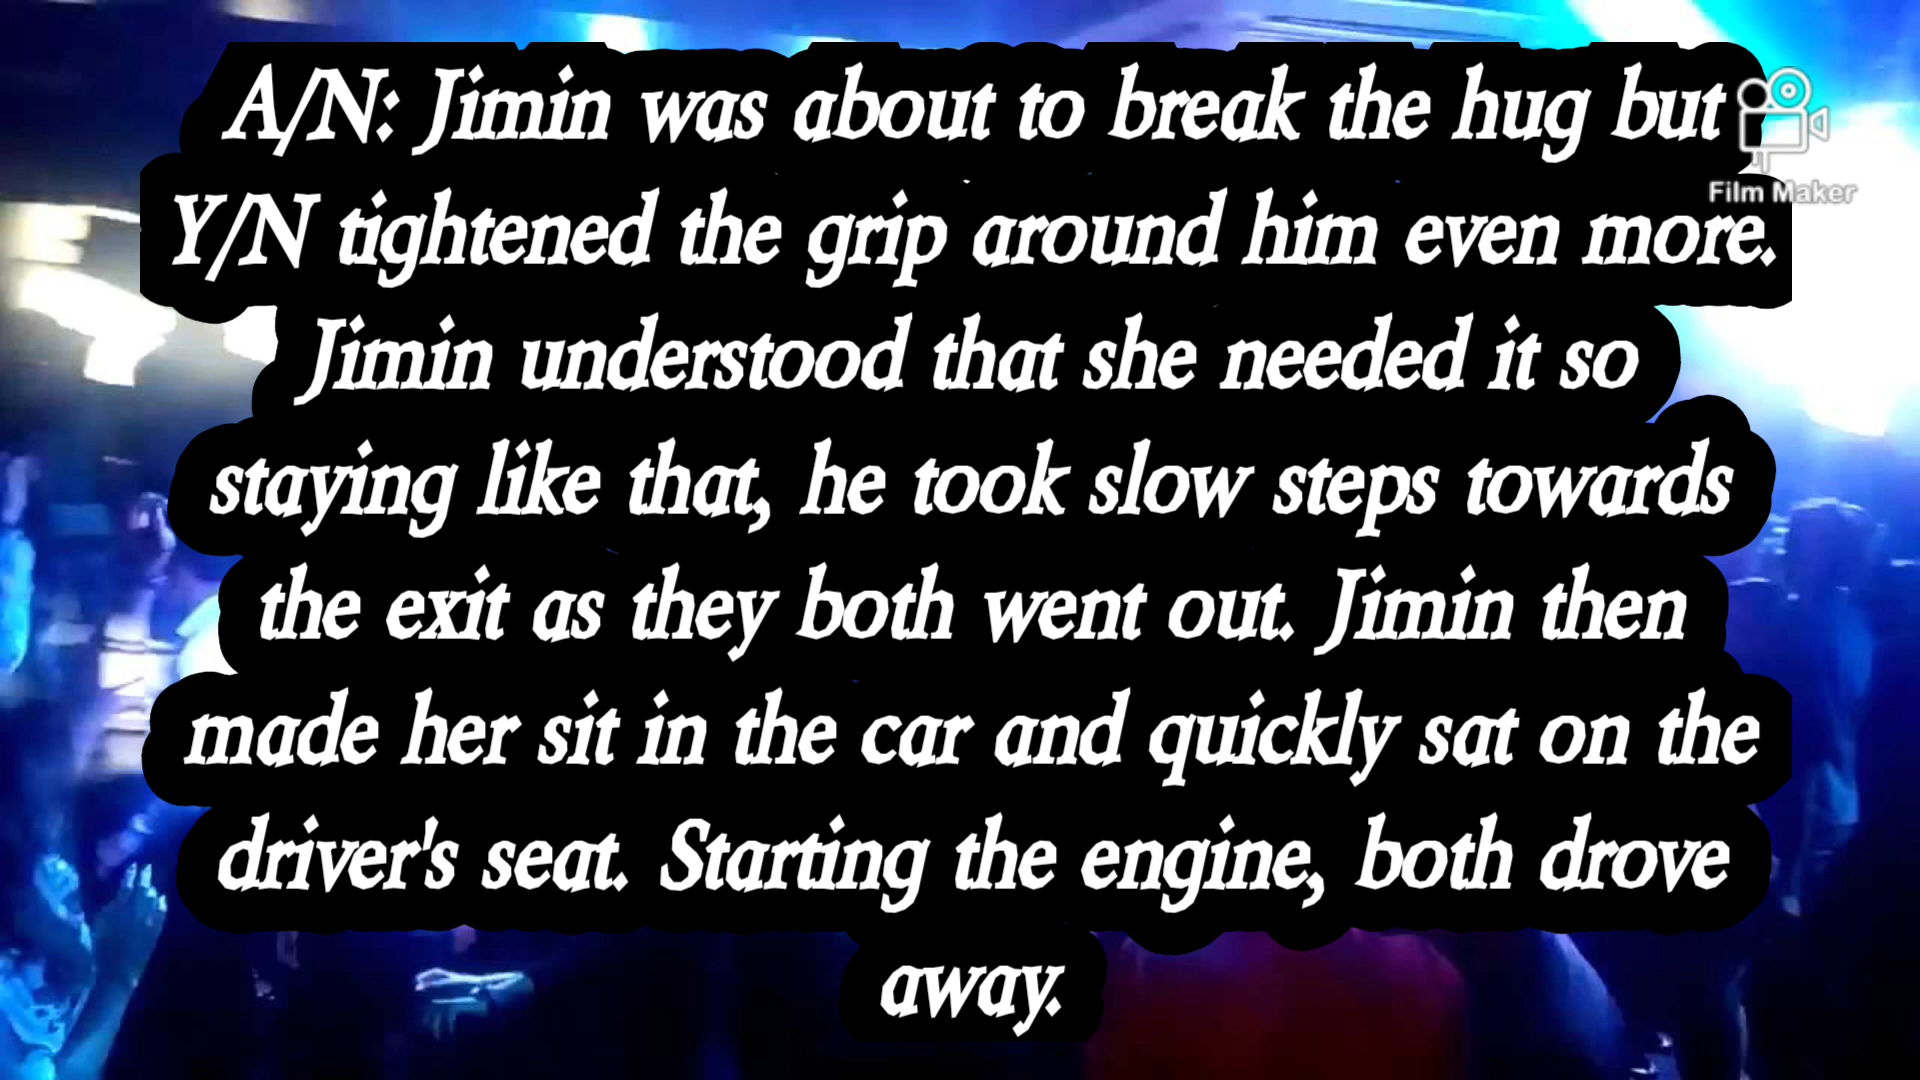 A/N: Jimin was about to break the hug but
Y/N tightened the grip around him even more.
Jimin understood that she needed it so
staying like that, he took slow steps towards
the exit as they both went out. Jimin then
made her sit in the car and quickly sat on the
driver's seat. Starting the engine, both drove
away.
Film Maker